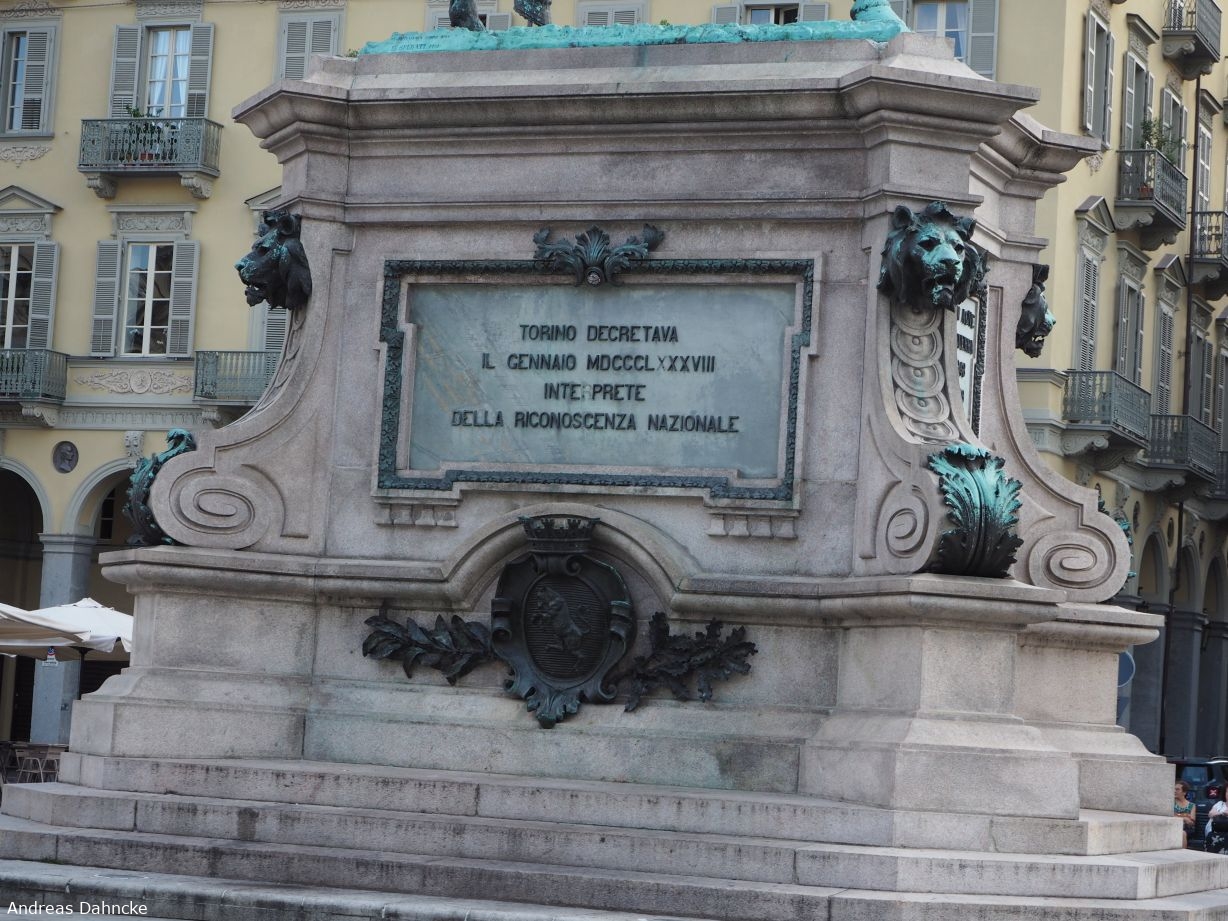 TORINO DECRETAVA
IL GENNAIO MDCCCLXXXVIII
INTERPRETE
DELLA RICONOSCENZA NAZIONALE
Andreas Dahncke